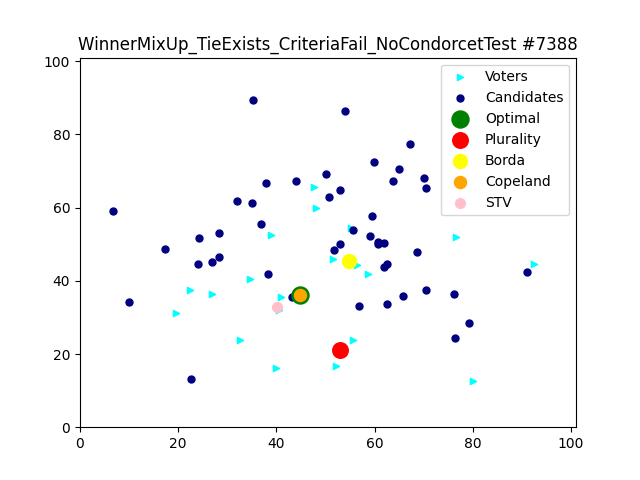 WinnerMixUp_TieExists_CriteriaFail_NoCondorcetTest #7388
100
80
60
40
20
0
0 20 40 60 80 100
Voters
Candidates
Optimal
Plurality
Borda
Copeland
STV